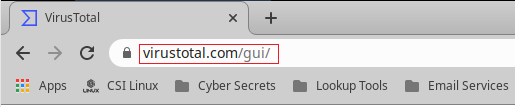 VirusTotal
virustotal.com/gui/
Apps CSI Linux Cyber Secrets Lookup Tools Email Services